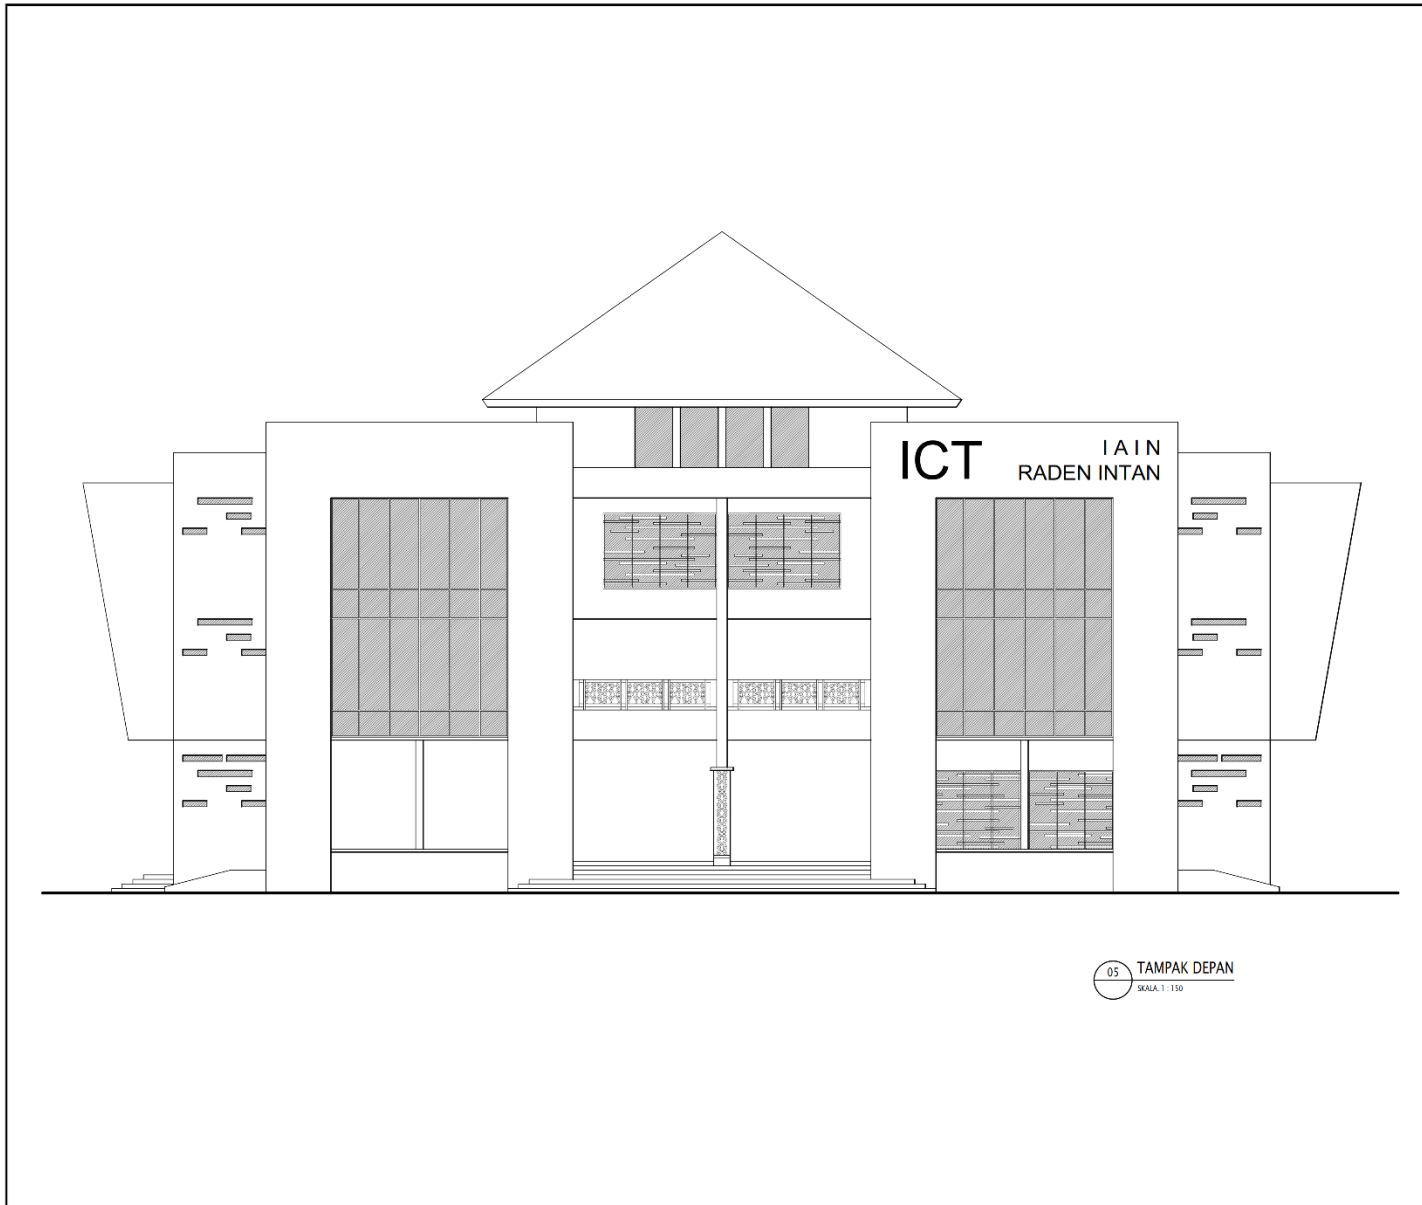 ICT
IAIN
RADEN INTAN
05
TAMPAK DEPAN
SKALA. 1 : 150